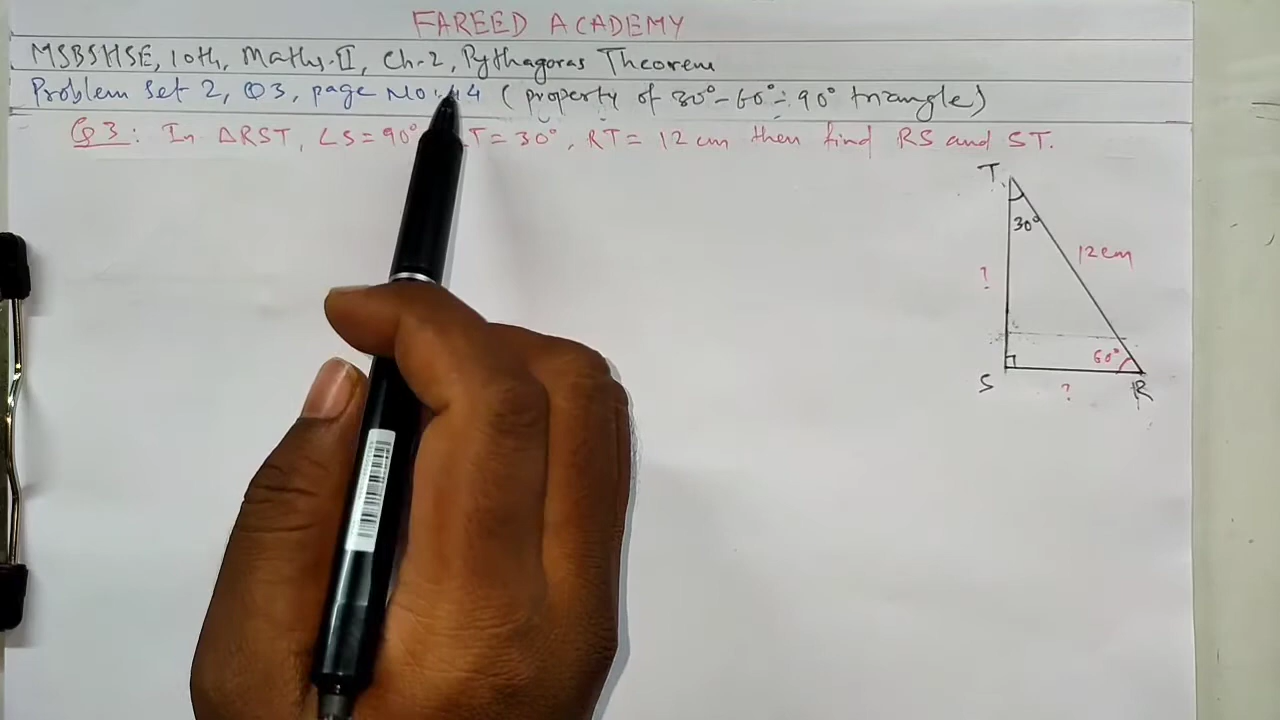 FAREED ACADEMY
MSBSHSE, 10th, Maths-II, Ch-2, Pythagoras Theorem
Problem Set 2, Q3, page No: 44 (property of 30°-60°-90° triangle)
Q3: In ΔRST, ∠S = 90° T = 30°, RT = 12 cm then find RS and ST.
T
30°
12cm
?
60°
S
?
R